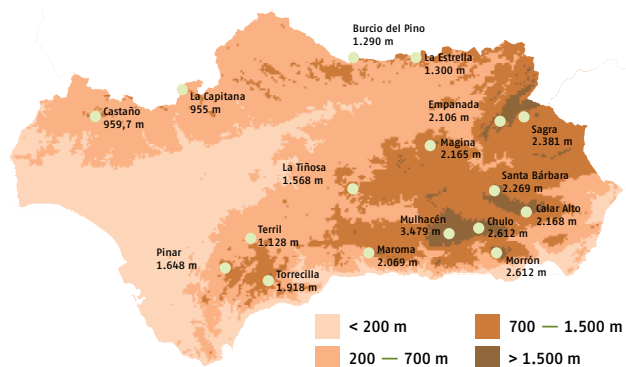 Burcio del Pino
1.290 m
La Estrella
1.300 m
La Capitana
955 m
Castaño
959,7 m
Empanada
2.106 m
Sagra
2.381 m
Magina
2.165 m
La Tiñosa
1.568 m
Santa Bárbara
2.269 m
Calar Alto
2.168 m
Mulhacén
3.479 m
Chulo
2.612 m
Terril
1.128 m
Pinar
1.648 m
Maroma
2.069 m
Morrón
2.612 m
Torrecilla
1.918 m
< 200 m
700 — 1.500 m
200 — 700 m
> 1.500 m